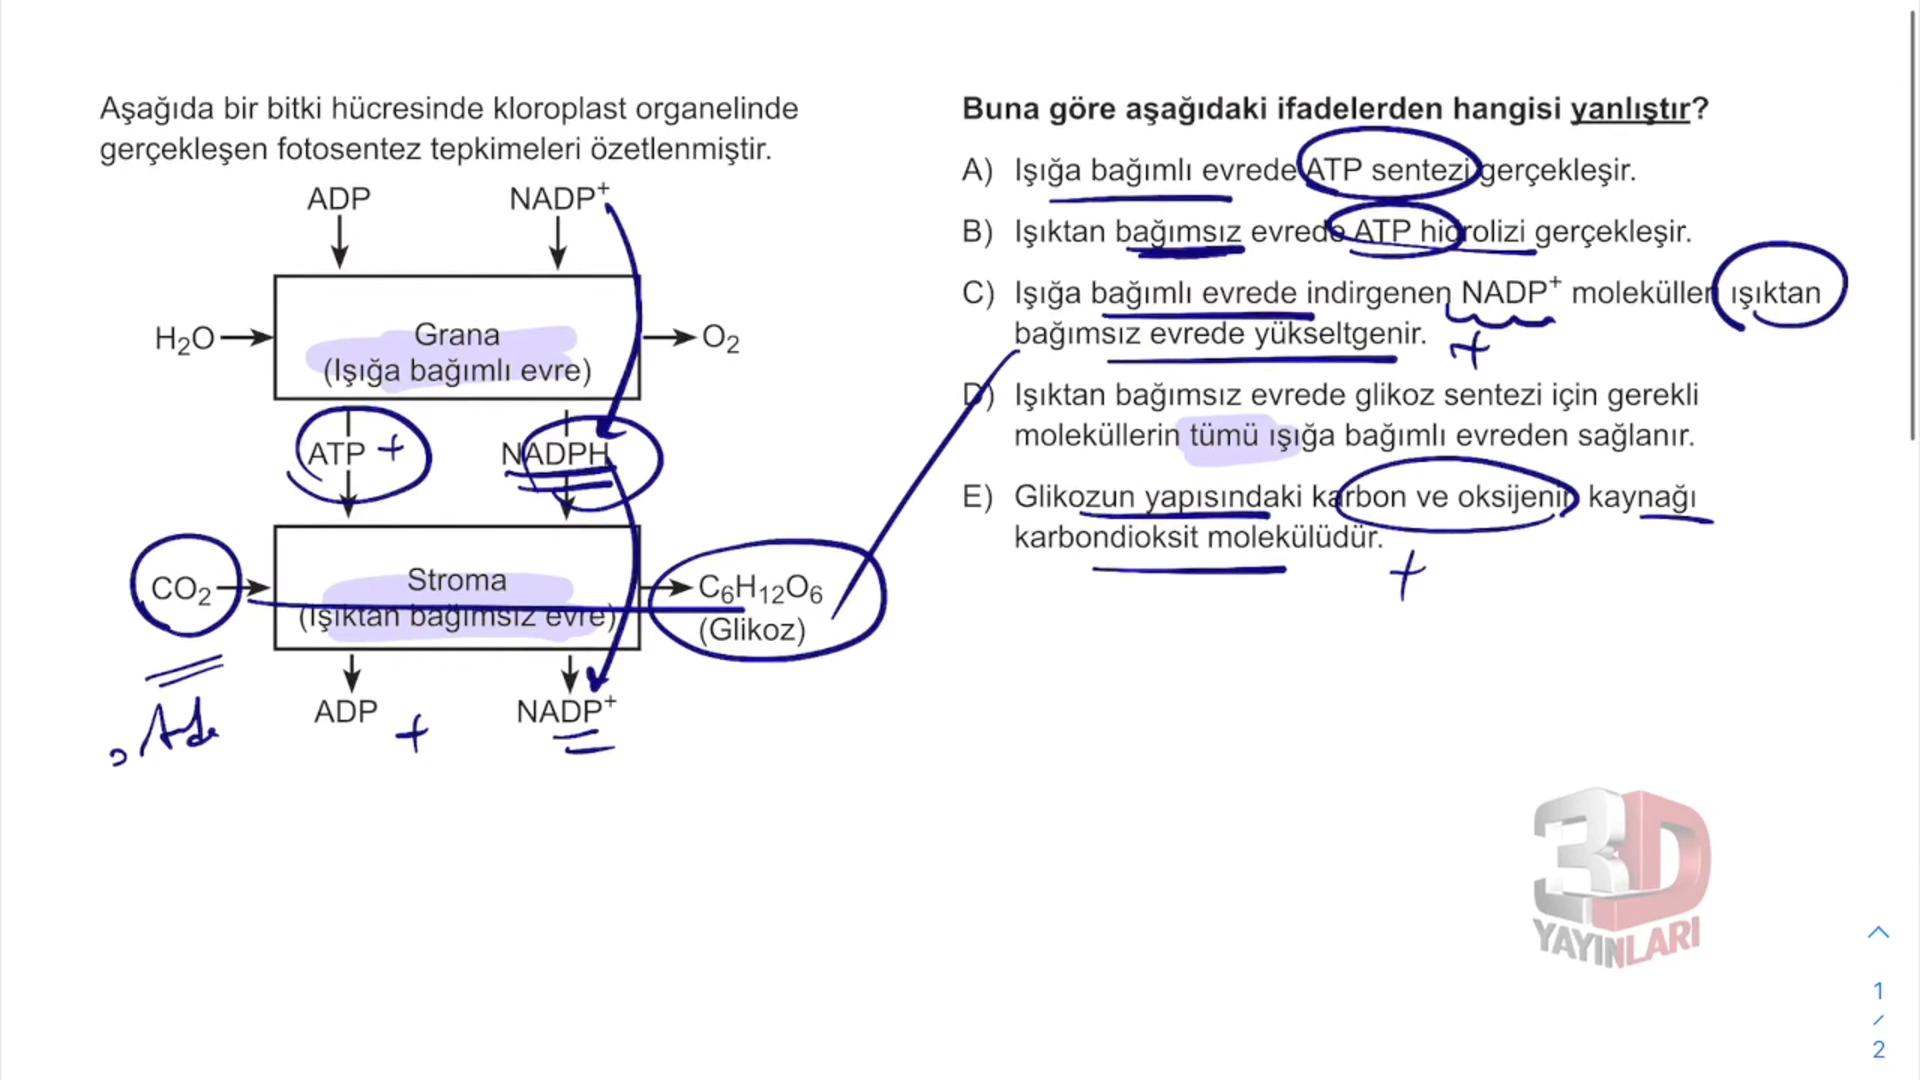 Aşağıda bir bitki hücresinde kloroplast organelinde
gerçekleşen fotosentez tepkimeleri özetlenmiştir.
ADP
NADP⁺
H₂O
Grana
(Işığa bağımlı evre)
O₂
ATP +
NADPH
CO₂
Stroma
(Işıktan bağımsız evre)
C₆H₁₂O₆
(Glikoz)
ADP
+
NADP⁺
Buna göre aşağıdaki ifadelerden hangisi yanlıştır?
A) Işığa bağımlı evrede ATP sentezi gerçekleşir.
B) Işıktan bağımsız evrede ATP hidrolizi gerçekleşir.
C) Işığa bağımlı evrede indirgenen NADP⁺ molekülleri ışıktan
bağımsız evrede yükseltgenir.
+
D) Işıktan bağımsız evrede glikoz sentezi için gerekli
moleküllerin tümü ışığa bağımlı evreden sağlanır.
E) Glikozun yapısındaki karbon ve oksijenin kaynağı
karbondioksit molekülüdür.
+
3D
YAYINLARI
1
/
2